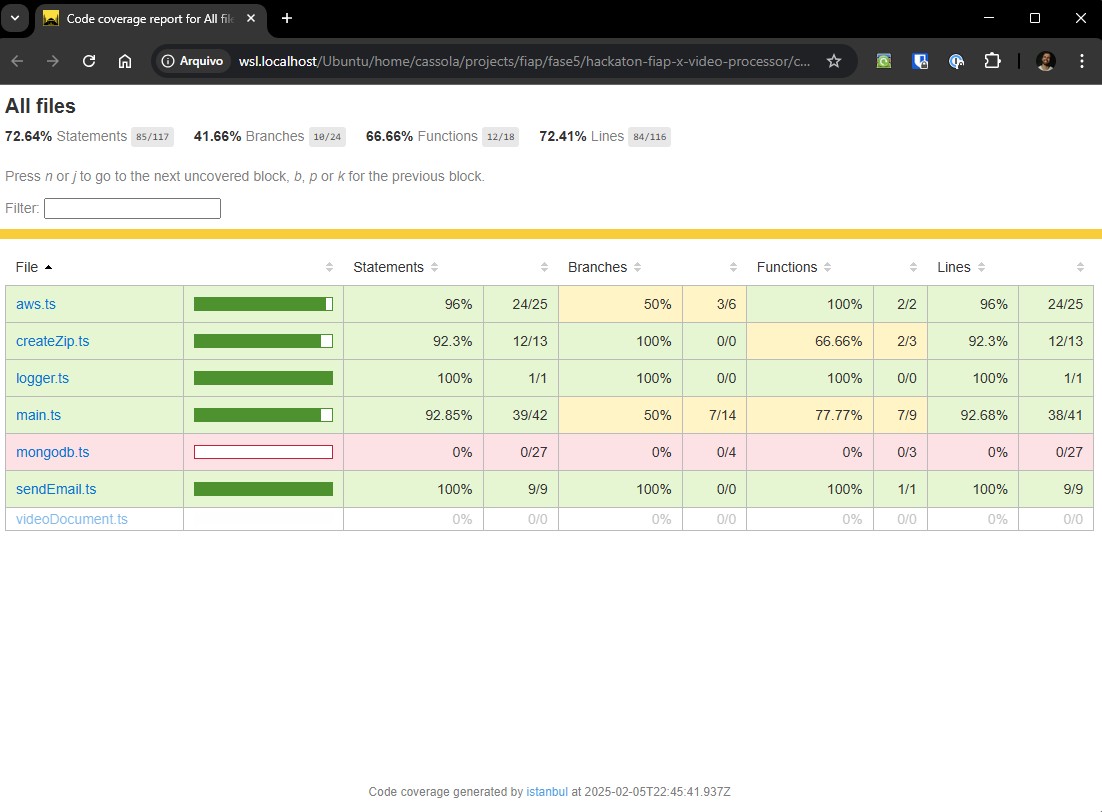 Code coverage report for All file
Arquivo wsl.localhost/Ubuntu/home/cassola/projects/fiap/fase5/hackaton-fiap-x-video-processor/c...
All files
72.64% Statements 85/117 41.66% Branches 10/24 66.66% Functions 12/18 72.41% Lines 84/116
Press n or j to go to the next uncovered block, b, p or k for the previous block.
Filter:
File Statements Branches Functions Lines
aws.ts 96% 24/25 50% 3/6 100% 2/2 96% 24/25
createZip.ts 92.3% 12/13 100% 0/0 66.66% 2/3 92.3% 12/13
logger.ts 100% 1/1 100% 0/0 100% 0/0 100% 1/1
main.ts 92.85% 39/42 50% 7/14 77.77% 7/9 92.68% 38/41
mongodb.ts 0% 0/27 0% 0/4 0% 0/3 0% 0/27
sendEmail.ts 100% 9/9 100% 0/0 100% 1/1 100% 9/9
videoDocument.ts 0% 0/0 0% 0/0 0% 0/0 0% 0/0
Code coverage generated by istanbul at 2025-02-05T22:45:41.937Z